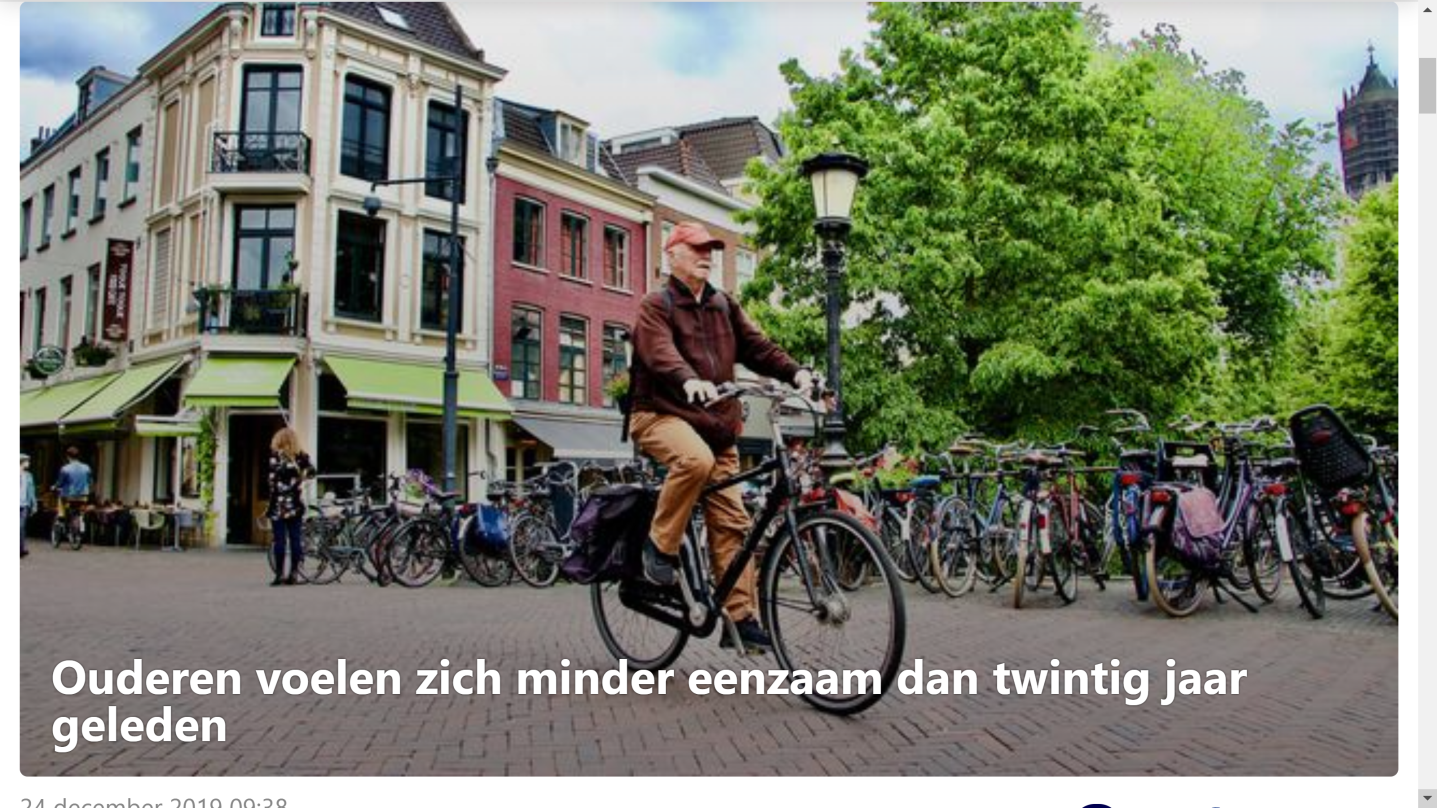 Ouderen voelen zich minder eenzaam dan twintig jaar
geleden
24 december 2019 09:38